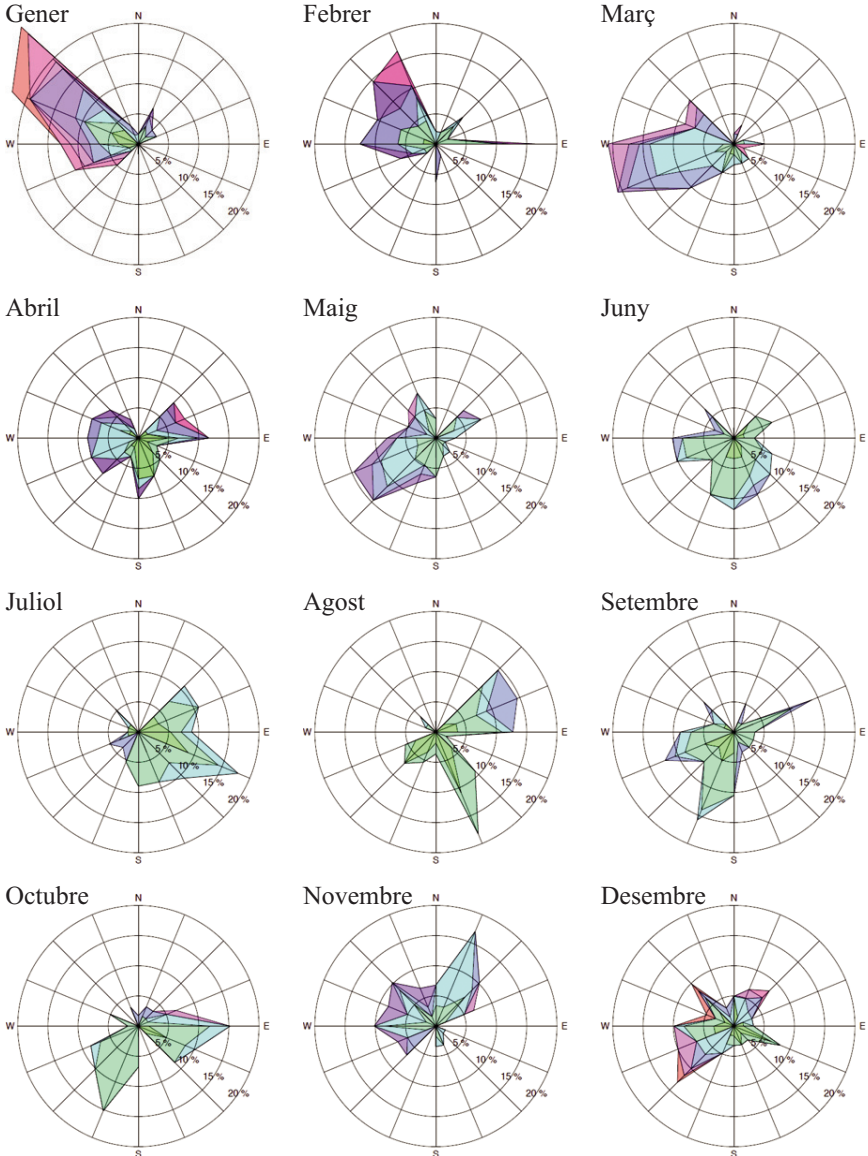 Gener
N
W
E
S
5 %
10 %
15 %
20 %
Febrer
N
W
E
S
5 %
10 %
15 %
20 %
Març
N
W
E
S
5 %
10 %
15 %
20 %
Abril
N
W
E
S
5 %
10 %
15 %
20 %
Maig
N
W
E
S
5 %
10 %
15 %
20 %
Juny
N
W
E
S
5 %
10 %
15 %
20 %
Juliol
N
W
E
S
5 %
10 %
15 %
20 %
Agost
N
W
E
S
5 %
10 %
15 %
20 %
Setembre
N
W
E
S
5 %
10 %
15 %
20 %
Octubre
N
W
E
S
5 %
10 %
15 %
20 %
Novembre
N
W
E
S
5 %
10 %
15 %
20 %
Desembre
N
W
E
S
5 %
10 %
15 %
20 %